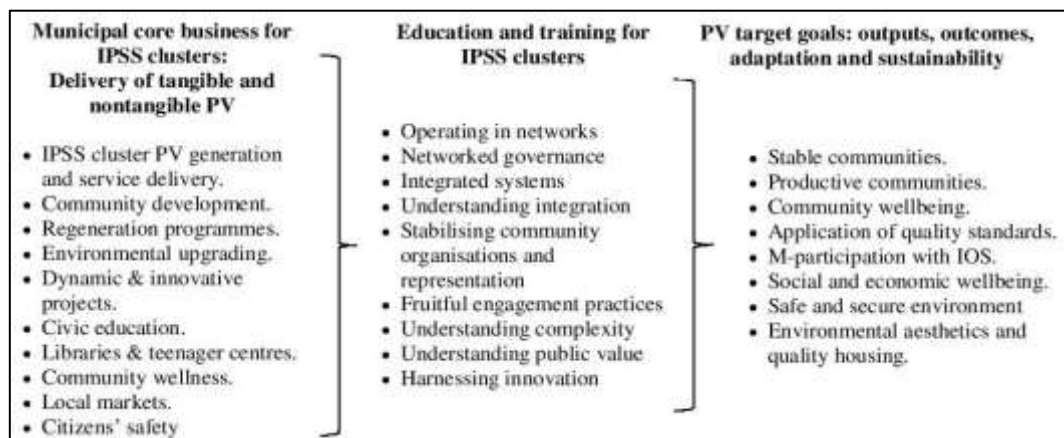 Municipal core business for
IPSS clusters:
Delivery of tangible and
nontangible PV
• IPSS cluster PV generation
and service delivery.
• Community development.
• Regeneration programmes.
• Environmental upgrading.
• Dynamic & innovative
projects.
• Civic education.
• Libraries & teenager centres.
• Community wellness.
• Local markets.
• Citizens' safety
Education and training for
IPSS clusters
• Operating in networks
• Networked governance
• Integrated systems
• Understanding integration
• Stabilising community
organisations and
representation
• Fruitful engagement practices
• Understanding complexity
• Understanding public value
• Harnessing innovation
PV target goals: outputs, outcomes,
adaptation and sustainability
• Stable communities.
• Productive communities.
• Community wellbeing.
• Application of quality standards.
• M-participation with IOS.
• Social and economic wellbeing.
• Safe and secure environment
• Environmental aesthetics and
quality housing.